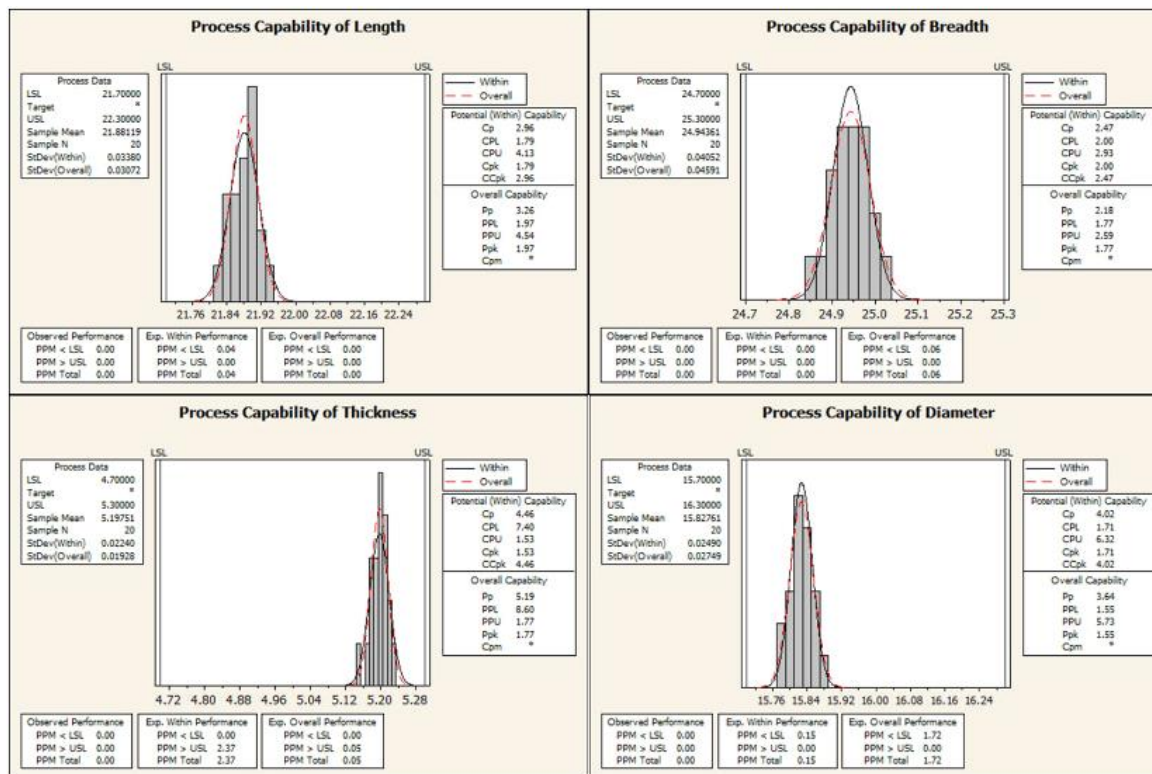 Process Capability of Length
LSL USL
Process Data
LSL 21.70000
Target *
USL 22.30000
Sample Mean 21.88119
Sample N 20
StDev(Within) 0.03380
StDev(Overall) 0.03072
Within
Overall
Potential (Within) Capability
Cp 2.96
CPL 1.79
CPU 4.13
Cpk 1.79
CCpk 2.96
Overall Capability
Pp 3.26
PPL 1.97
PPU 4.54
Ppk 1.97
Cpm *
21.76 21.84 21.92 22.00 22.08 22.16 22.24
Observed Performance
PPM < LSL 0.00
PPM > USL 0.00
PPM Total 0.00
Exp. Within Performance
PPM < LSL 0.04
PPM > USL 0.00
PPM Total 0.04
Exp. Overall Performance
PPM < LSL 0.00
PPM > USL 0.00
PPM Total 0.00
Process Capability of Breadth
LSL USL
Process Data
LSL 24.70000
Target *
USL 25.30000
Sample Mean 24.94361
Sample N 20
StDev(Within) 0.04052
StDev(Overall) 0.04591
Within
Overall
Potential (Within) Capability
Cp 2.47
CPL 2.00
CPU 2.93
Cpk 2.00
CCpk 2.47
Overall Capability
Pp 2.18
PPL 1.77
PPU 2.59
Ppk 1.77
Cpm *
24.7 24.8 24.9 25.0 25.1 25.2 25.3
Observed Performance
PPM < LSL 0.00
PPM > USL 0.00
PPM Total 0.00
Exp. Within Performance
PPM < LSL 0.00
PPM > USL 0.00
PPM Total 0.00
Exp. Overall Performance
PPM < LSL 0.06
PPM > USL 0.00
PPM Total 0.06
Process Capability of Thickness
LSL USL
Process Data
LSL 4.70000
Target *
USL 5.30000
Sample Mean 5.19751
Sample N 20
StDev(Within) 0.02240
StDev(Overall) 0.01928
Within
Overall
Potential (Within) Capability
Cp 4.46
CPL 7.40
CPU 1.53
Cpk 1.53
CCpk 4.46
Overall Capability
Pp 5.19
PPL 8.60
PPU 1.77
Ppk 1.77
Cpm *
4.72 4.80 4.88 4.96 5.04 5.12 5.20 5.28
Observed Performance
PPM < LSL 0.00
PPM > USL 0.00
PPM Total 0.00
Exp. Within Performance
PPM < LSL 0.00
PPM > USL 2.37
PPM Total 2.37
Exp. Overall Performance
PPM < LSL 0.00
PPM > USL 0.05
PPM Total 0.05
Process Capability of Diameter
LSL USL
Process Data
LSL 15.70000
Target *
USL 16.30000
Sample Mean 15.82761
Sample N 20
StDev(Within) 0.02490
StDev(Overall) 0.02749
Within
Overall
Potential (Within) Capability
Cp 4.02
CPL 1.71
CPU 6.32
Cpk 1.71
CCpk 4.02
Overall Capability
Pp 3.64
PPL 1.55
PPU 5.73
Ppk 1.55
Cpm *
15.76 15.84 15.92 16.00 16.08 16.16 16.24
Observed Performance
PPM < LSL 0.00
PPM > USL 0.00
PPM Total 0.00
Exp. Within Performance
PPM < LSL 0.15
PPM > USL 0.00
PPM Total 0.15
Exp. Overall Performance
PPM < LSL 1.72
PPM > USL 0.00
PPM Total 1.72